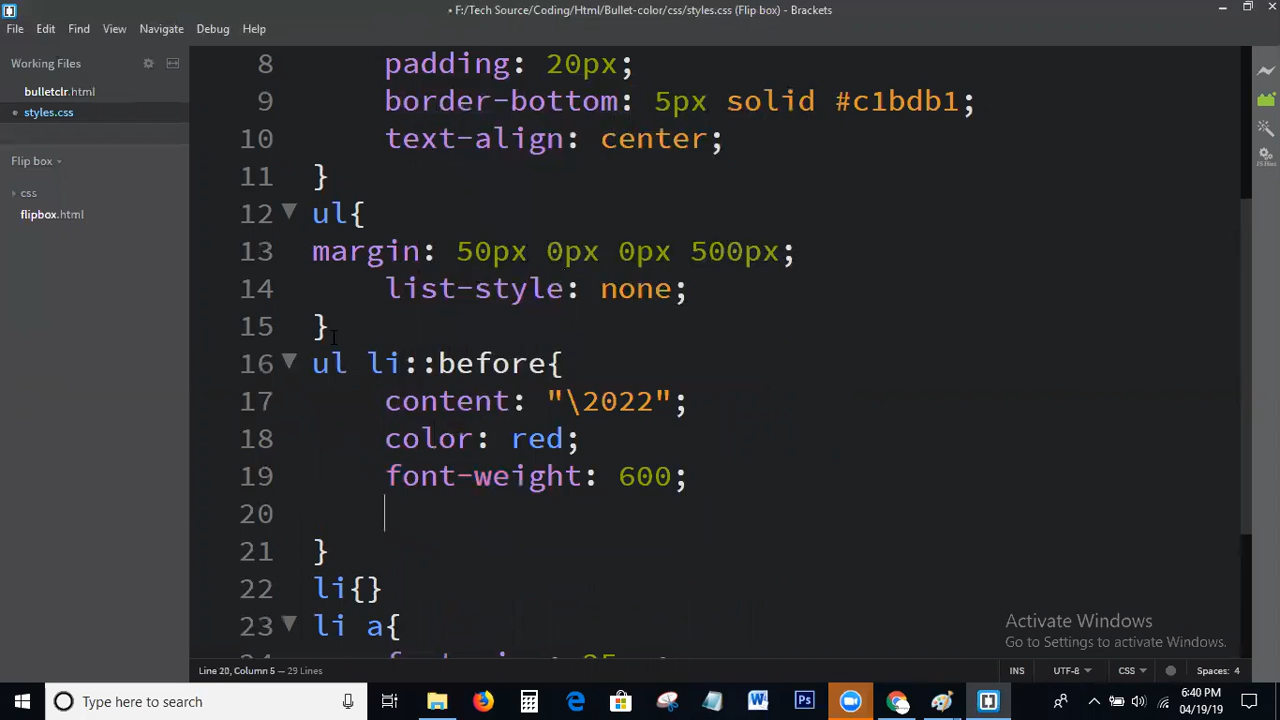 • F:/Tech Source/Coding/Html/Bullet-color/css/styles.css (Flip box) - Brackets
File Edit Find View Navigate Debug Help
Working Files
bulletclr.html
styles.css
Flip box
css
flipbox.html
8 padding: 20px;
9 border-bottom: 5px solid #c1bdb1;
10 text-align: center;
11 }
12 ul{
13 margin: 50px 0px 0px 500px;
14 list-style: none;
15 }
16 ul li::before{
17 content: "\2022";
18 color: red;
19 font-weight: 600;
20
21 }
22 li{}
23 li a{
Activate Windows
Go to Settings to activate Windows.
Line 20, Column 5 — 29 Lines
INS UTF-8 CSS Spaces: 4
Type here to search
6:40 PM
04/19/19